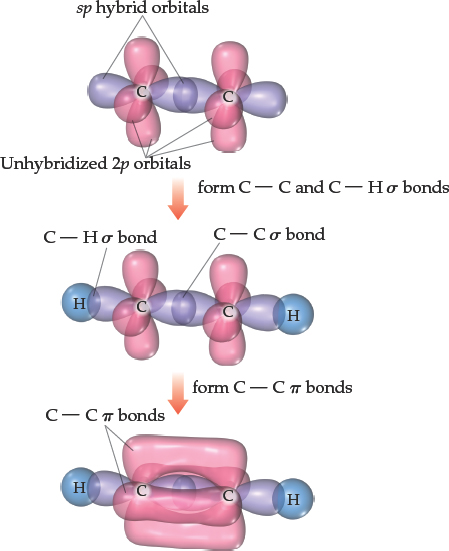 sp hybrid orbitals
C
C
Unhybridized 2p orbitals
form C — C and C — H σ bonds
C — H σ bond
C — C σ bond
H
C
C
H
form C — C π bonds
C — C π bonds
H
C
C
H